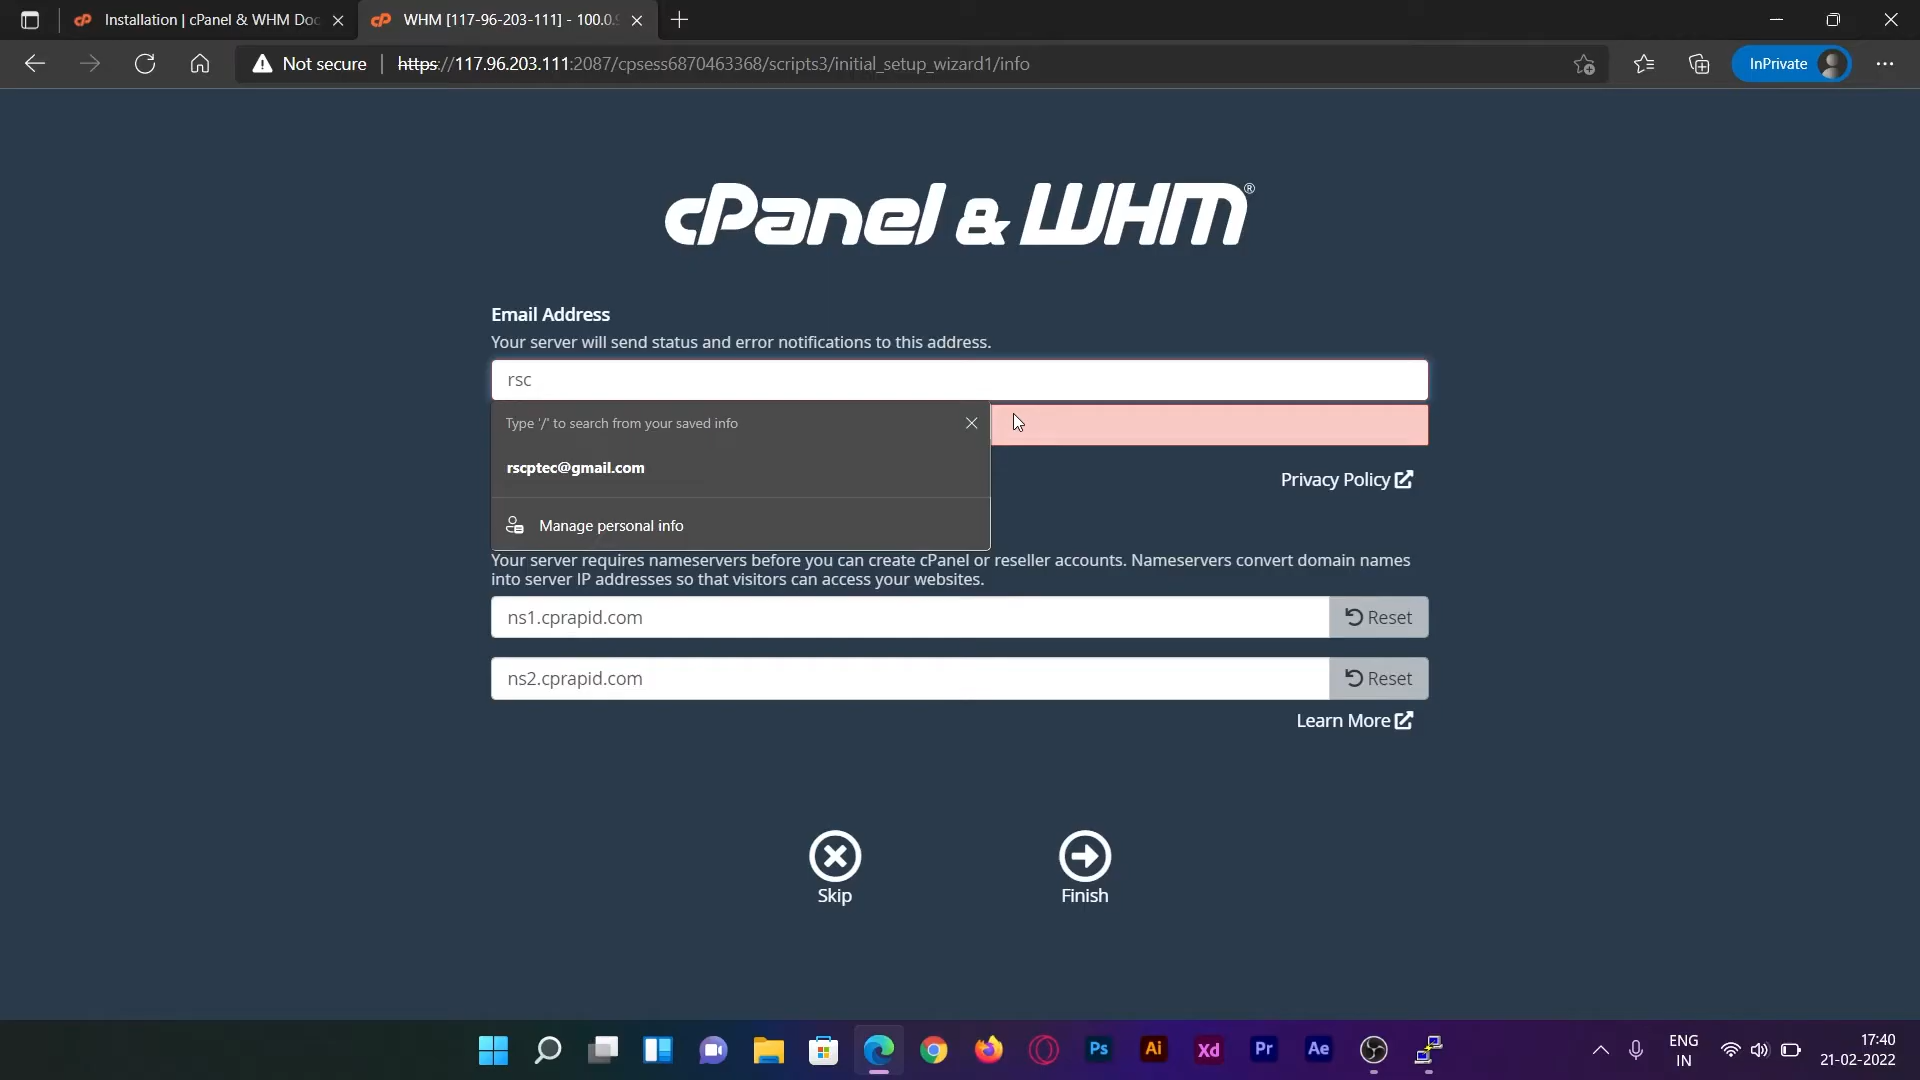 Installation | cPanel & WHM Doc
WHM [117-96-203-111] - 100.0.9
Not secure
https://117.96.203.111:2087/cpsess6870463368/scripts3/initial_setup_wizard1/info
InPrivate
cPanel & WHM®
Email Address
Your server will send status and error notifications to this address.
rsc
Type '/' to search from your saved info
rscptec@gmail.com
Privacy Policy
Manage personal info
Your server requires nameservers before you can create cPanel or reseller accounts. Nameservers convert domain names
into server IP addresses so that visitors can access your websites.
ns1.cprapid.com
Reset
ns2.cprapid.com
Reset
Learn More
Skip
Finish
Ps
Ai
Xd
Pr
Ae
ENG
IN
17:40
21-02-2022